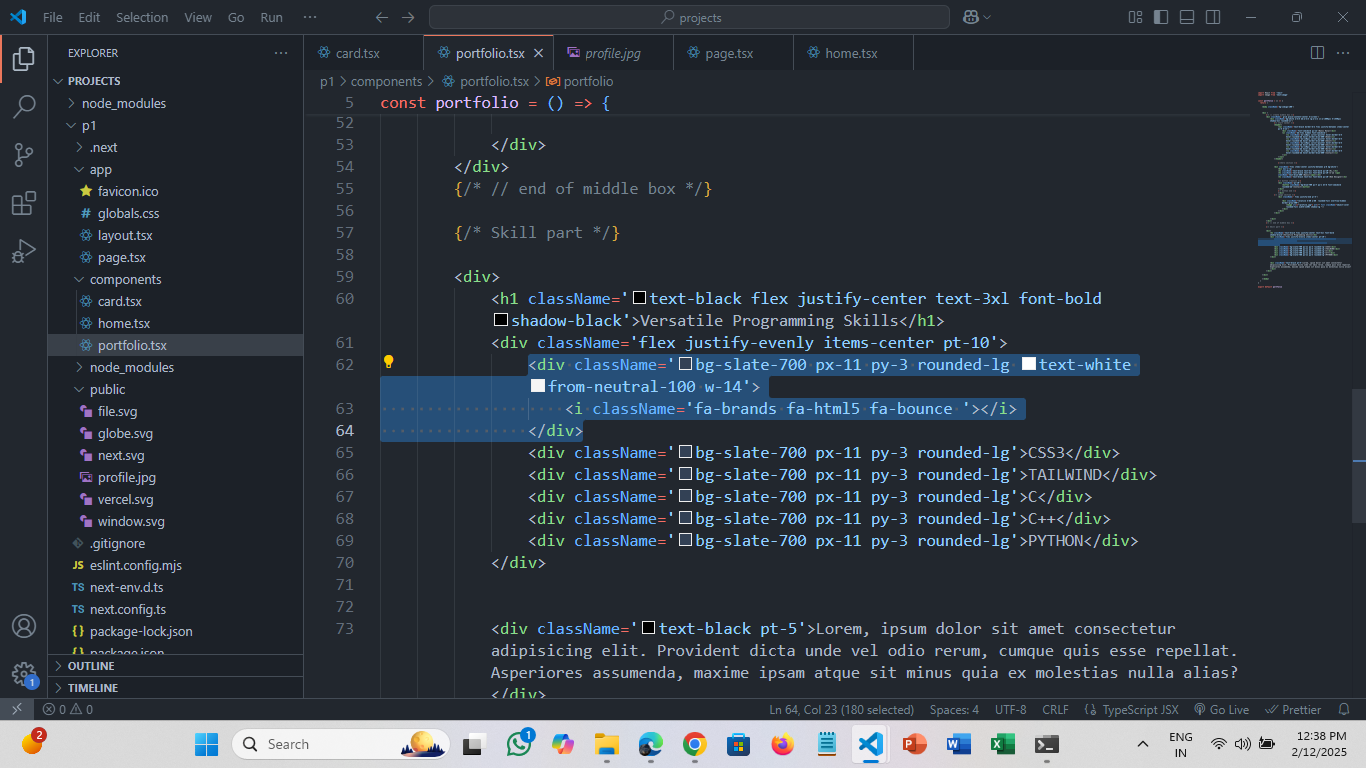 File Edit Selection View Go Run ···
projects
EXPLORER
card.tsx
portfolio.tsx
profile.jpg
page.tsx
home.tsx
PROJECTS
node_modules
p1
.next
app
favicon.ico
# globals.css
layout.tsx
page.tsx
components
card.tsx
home.tsx
portfolio.tsx
node_modules
public
file.svg
globe.svg
next.svg
profile.jpg
vercel.svg
window.svg
.gitignore
JS eslint.config.mjs
TS next-env.d.ts
TS next.config.ts
{} package-lock.json
package.json
OUTLINE
TIMELINE
1
p1 > components > portfolio.tsx > portfolio
5 const portfolio = () => {
52
53 </div>
54 </div>
55 {/* // end of middle box */}
56
57 {/* Skill part */}
58
59 <div>
60 <h1 className='text-black flex justify-center text-3xl font-bold
shadow-black'>Versatile Programming Skills</h1>
61 <div className='flex justify-evenly items-center pt-10'>
62 <div className='bg-slate-700 px-11 py-3 rounded-lg text-white
from-neutral-100 w-14'>
63 <i className='fa-brands fa-html5 fa-bounce '></i>
64 </div>
65 <div className='bg-slate-700 px-11 py-3 rounded-lg'>CSS3</div>
66 <div className='bg-slate-700 px-11 py-3 rounded-lg'>TAILWIND</div>
67 <div className='bg-slate-700 px-11 py-3 rounded-lg'>C</div>
68 <div className='bg-slate-700 px-11 py-3 rounded-lg'>C++</div>
69 <div className='bg-slate-700 px-11 py-3 rounded-lg'>PYTHON</div>
70 </div>
71
72
73 <div className='text-black pt-5'>Lorem, ipsum dolor sit amet consectetur
adipisicing elit. Provident dicta unde vel odio rerum, cumque quis esse repellat.
Asperiores assumenda, maxime ipsam atque sit minus quia ex molestias nulla alias?
</div>
0 0
Ln 64, Col 23 (180 selected) Spaces: 4 UTF-8 CRLF {} TypeScript JSX Go Live Prettier
2
Search
1
ENG
IN
12:38 PM
2/12/2025